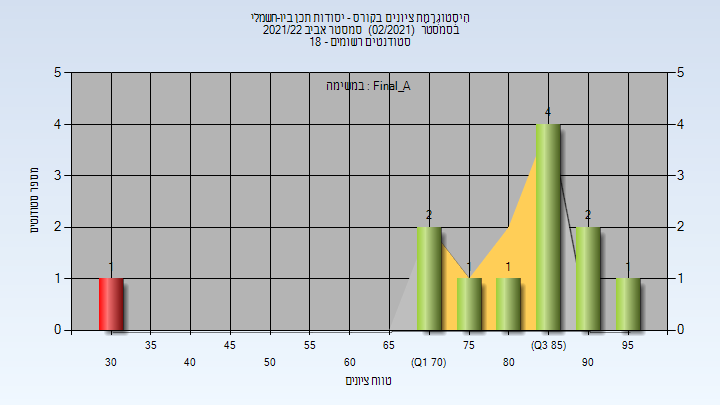 היסטוגרמת ציונים בקורס - יסודות תכן ביו-חשמלי
בסמסטר (02/2021) סמסטר אביב 2021/22
סטודנטים רשומים - 18
במשימה : Final_A
מספר סטודנטים
5 5
4 4
3 3
2 2
1 1
0 0
1 2 1 1 4 2 1
35 45 55 65 75 (Q3 85) 95
30 40 50 60 (Q1 70) 80 90
טווח ציונים